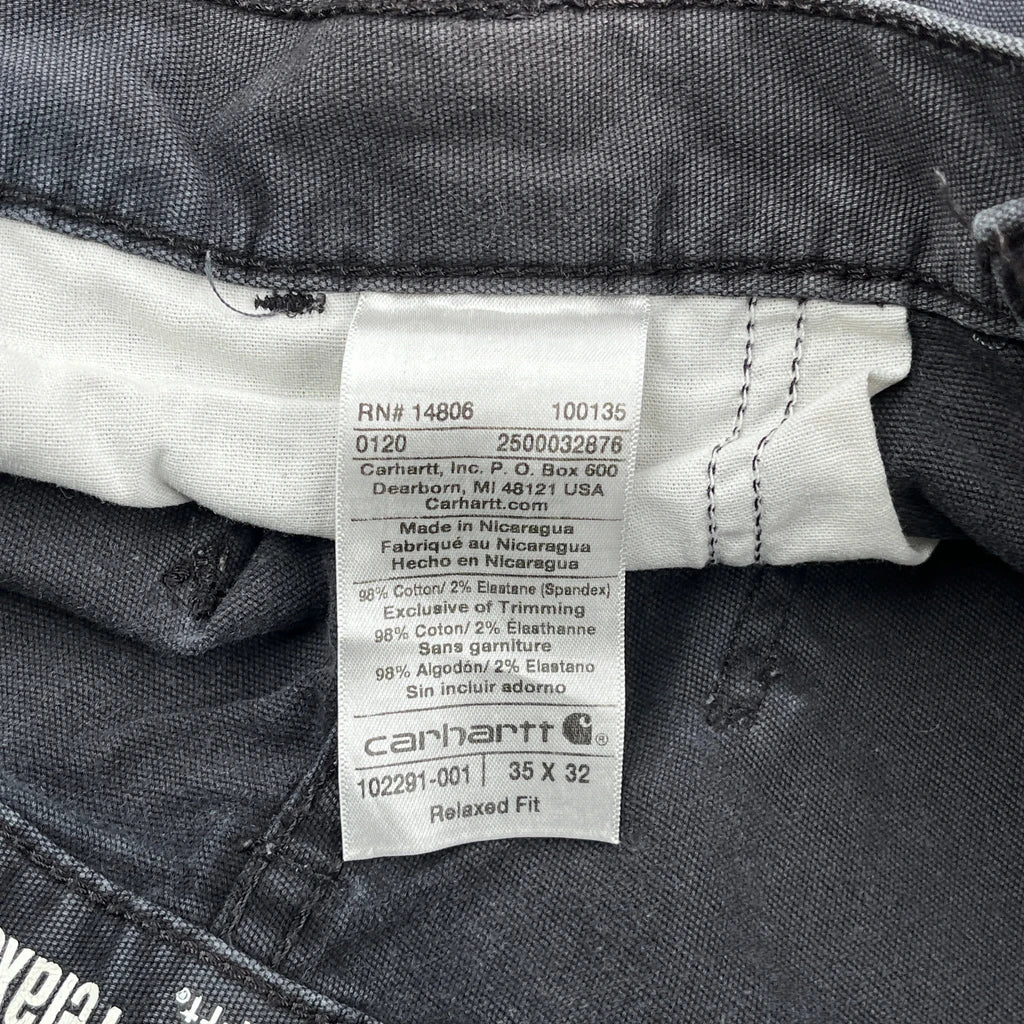 RN# 14806 100135
0120 2500032876
Carhartt, Inc. P. O. Box 600
Dearborn, MI 48121 USA
Carhartt.com
Made in Nicaragua
Fabriqué au Nicaragua
Hecho en Nicaragua
98% Cotton/ 2% Elastane (Spandex)
Exclusive of Trimming
98% Coton/ 2% Élasthanne
Sans garniture
98% Algodón/ 2% Elastano
Sin incluir adorno
carhartt ®
102291-001 | 35 X 32
Relaxed Fit